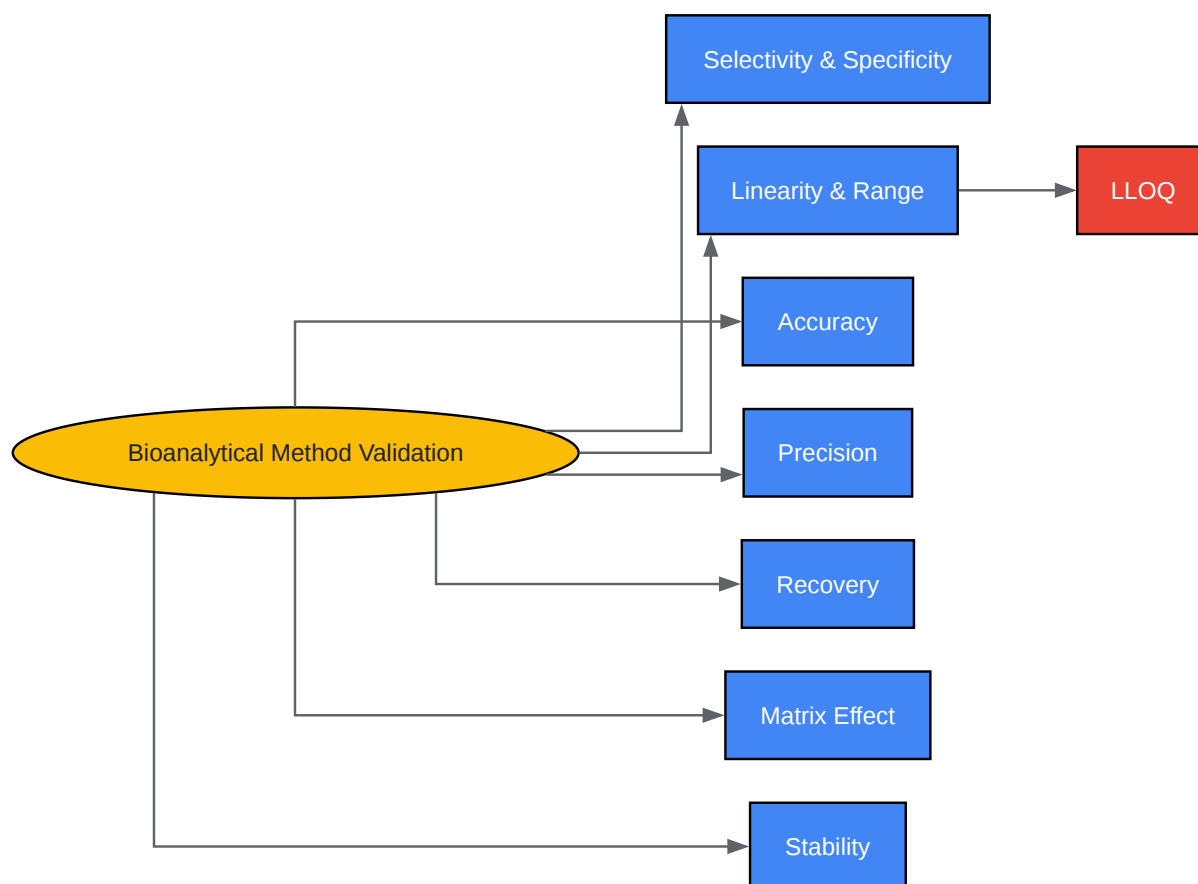 Selectivity & Specificity
Linearity & Range
LLOQ
Accuracy
Bioanalytical Method Validation
Precision
Recovery
Matrix Effect
Stability